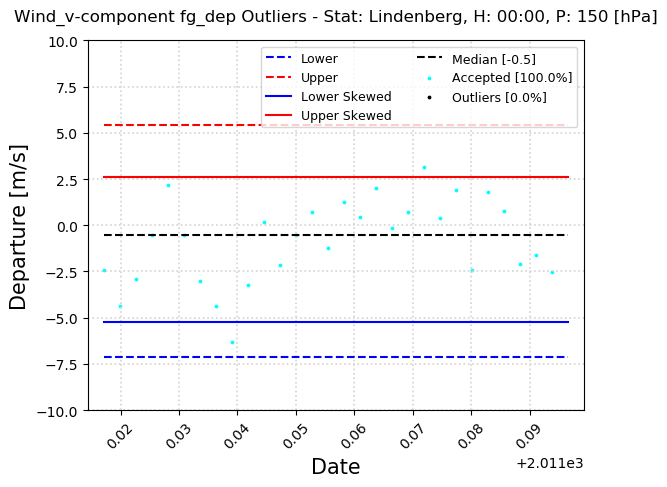 Wind_v-component fg_dep Outliers - Stat: Lindenberg, H: 00:00, P: 150 [hPa]
10.0
7.5
5.0
2.5
0.0
−2.5
−5.0
−7.5
−10.0
Departure [m/s]
Lower
Upper
Lower Skewed
Upper Skewed
Median [-0.5]
Accepted [100.0%]
Outliers [0.0%]
0.02
0.03
0.04
0.05
0.06
0.07
0.08
0.09
+2.011e3
Date